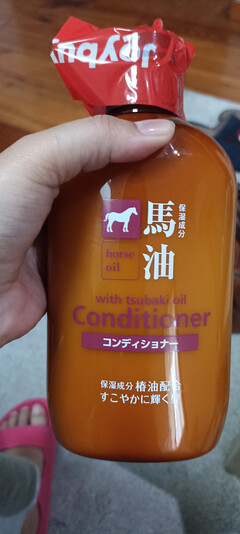 Joybuy
保湿成分
馬油
horse
oil
with tsubaki oil
Conditioner
コンディショナー
保湿成分 椿油配合
すこやかに輝く